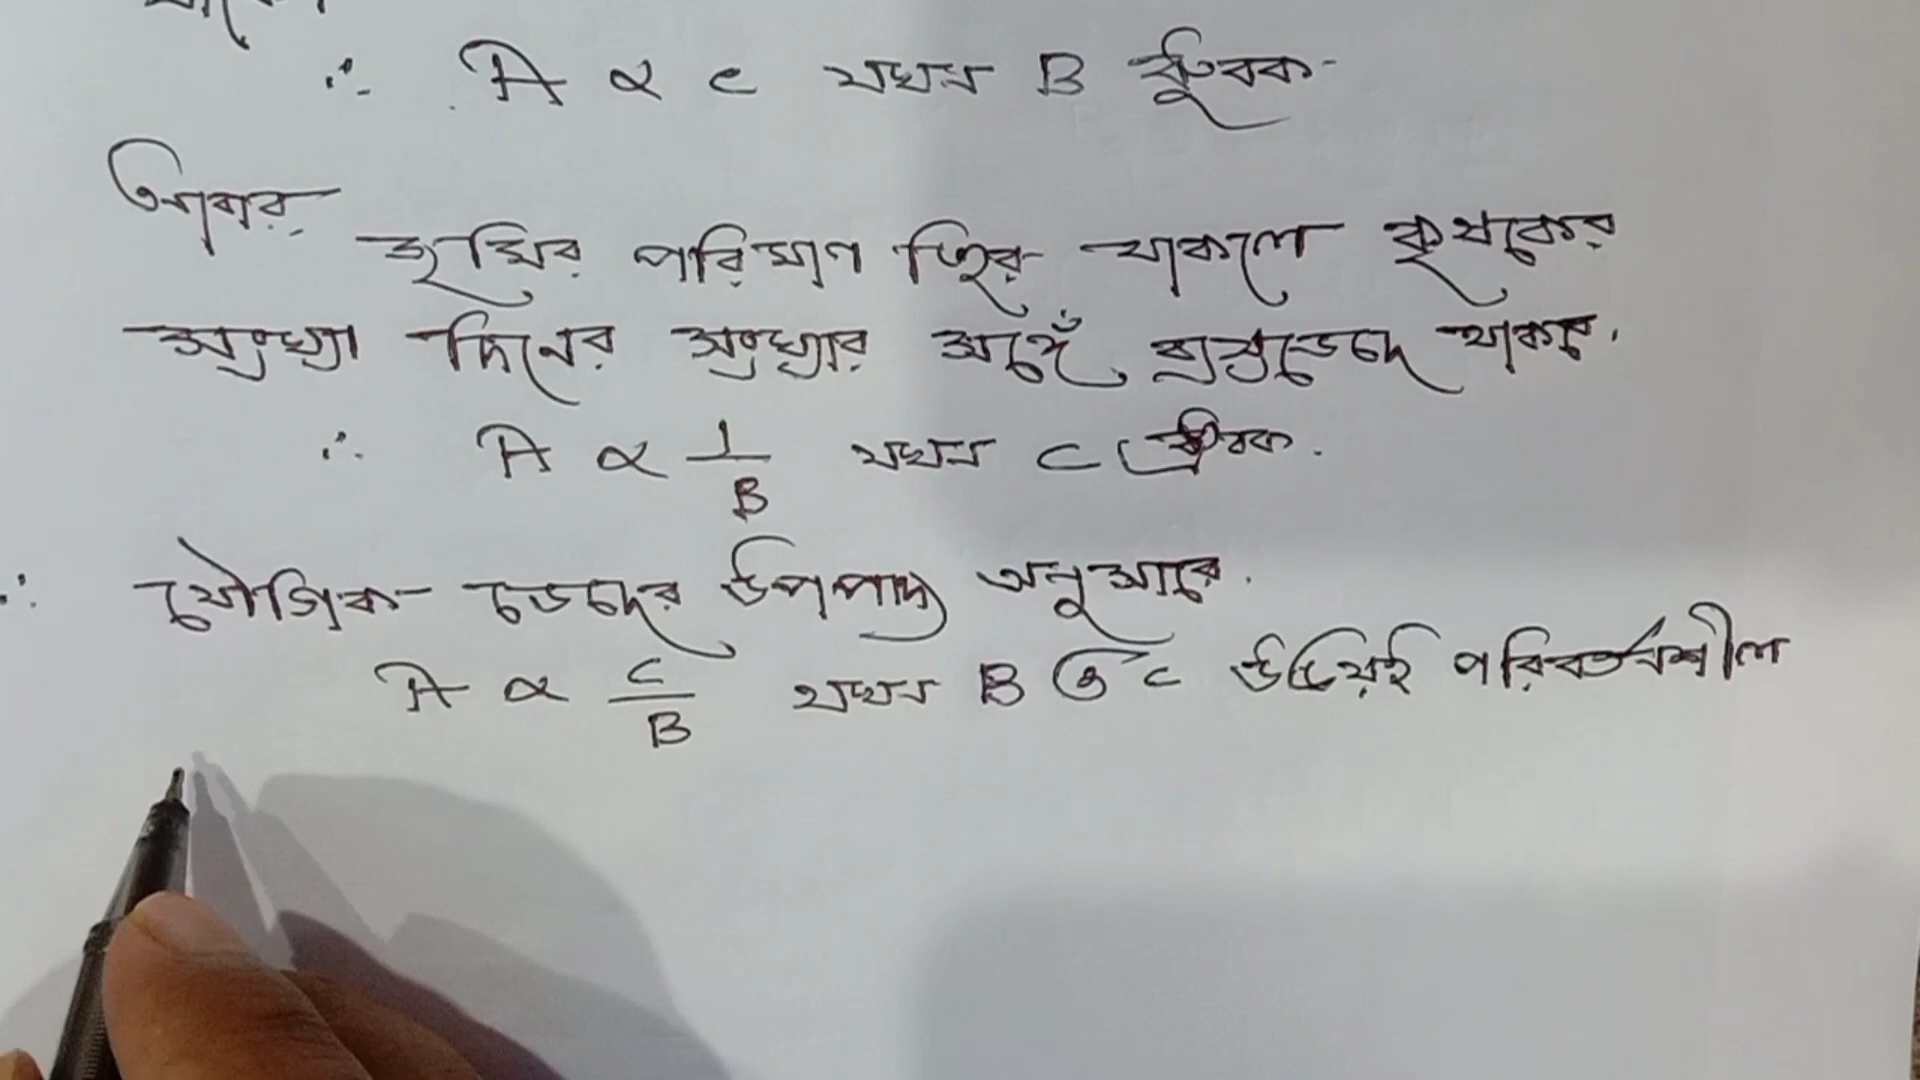 ∴ A ∝ C যখন B ধ্রুবক
আবার
জমির পরিমাণ স্থির থাকলে কৃষকের
সংখ্যা দিনের সংখ্যার সঙ্গে ব্যস্তভেদে থাকবে.
∴ A ∝ 1/B যখন C ধ্রুবক.
∴ যৌগিক ভেদের উপপাদ্য অনুসারে.
A ∝ C/B যখন B ও C উভয়েই পরিবর্তনশীল